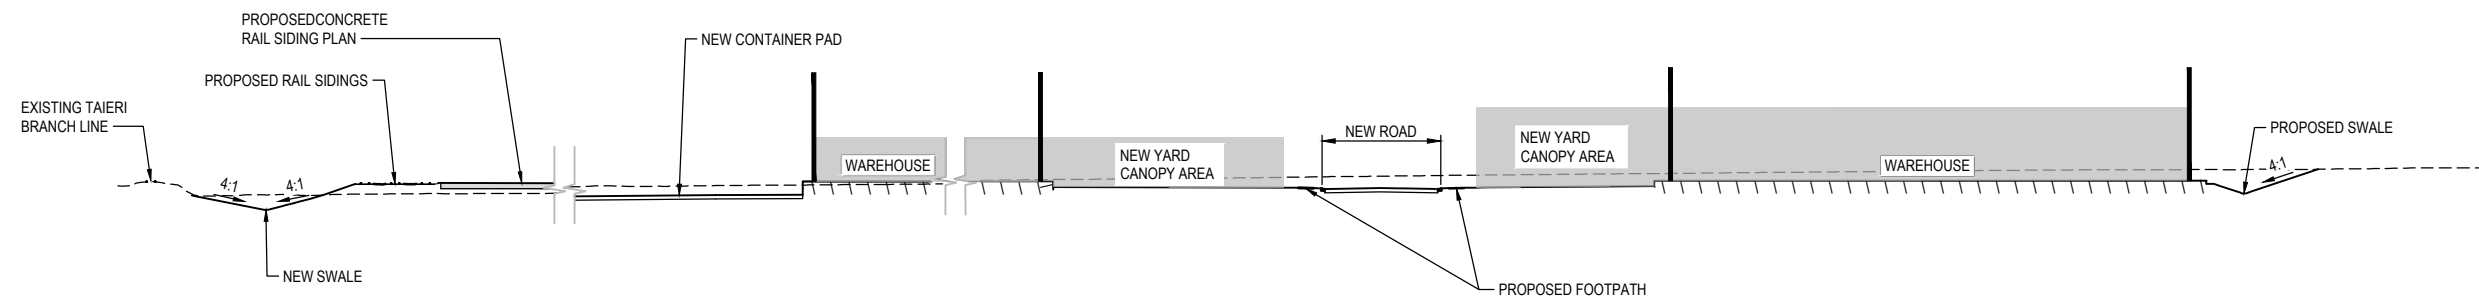 PROPOSEDCONCRETE
RAIL SIDING PLAN
NEW CONTAINER PAD
PROPOSED RAIL SIDINGS
EXISTING TAIERI
BRANCH LINE
4:1
4:1
NEW SWALE
WAREHOUSE
NEW YARD
CANOPY AREA
NEW ROAD
NEW YARD
CANOPY AREA
WAREHOUSE
PROPOSED SWALE
4:1
PROPOSED FOOTPATH